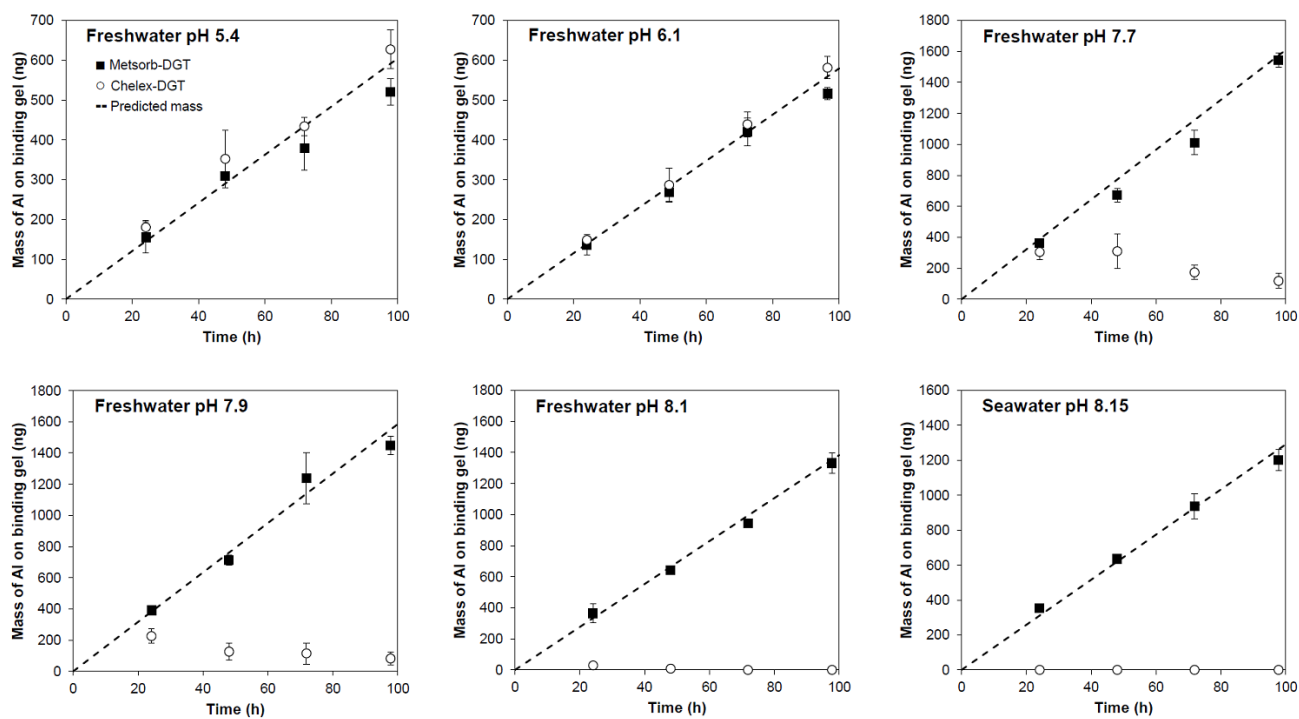 Freshwater pH 5.4
Metsorb-DGT
Chelex-DGT
Predicted mass
Mass of Al on binding gel (ng)
700
600
500
400
300
200
100
0
0 20 40 60 80 100
Time (h)
Freshwater pH 6.1
Mass of Al on binding gel (ng)
700
600
500
400
300
200
100
0
0 20 40 60 80 100
Time (h)
Freshwater pH 7.7
Mass of Al on binding gel (ng)
1800
1600
1400
1200
1000
800
600
400
200
0
0 20 40 60 80 100
Time (h)
Freshwater pH 7.9
Mass of Al on binding gel (ng)
1800
1600
1400
1200
1000
800
600
400
200
0
0 20 40 60 80 100
Time (h)
Freshwater pH 8.1
Mass of Al on binding gel (ng)
1800
1600
1400
1200
1000
800
600
400
200
0
0 20 40 60 80 100
Time (h)
Seawater pH 8.15
Mass of Al on binding gel (ng)
1600
1400
1200
1000
800
600
400
200
0
0 20 40 60 80 100
Time (h)